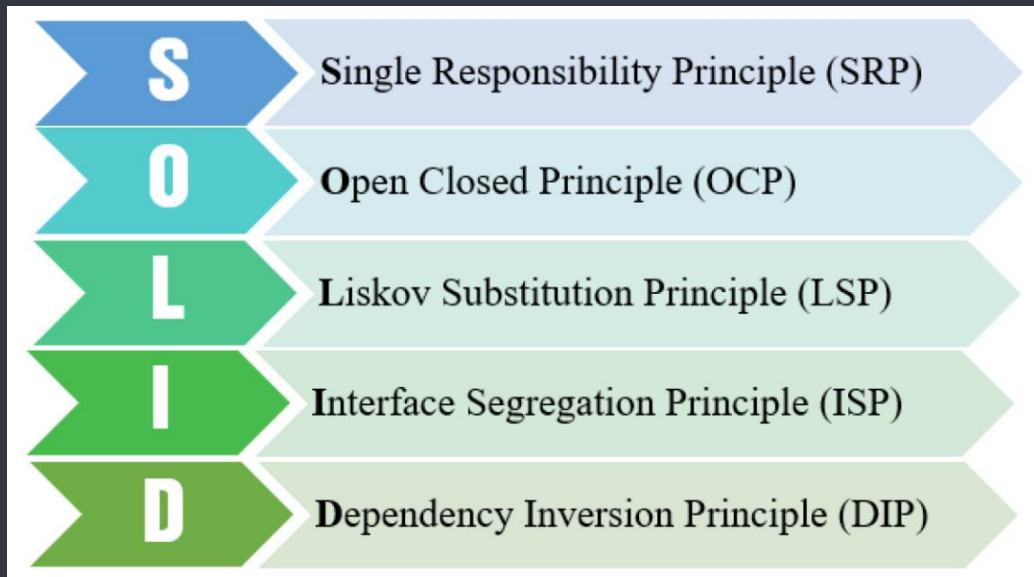 S Single Responsibility Principle (SRP)
O Open Closed Principle (OCP)
L Liskov Substitution Principle (LSP)
I Interface Segregation Principle (ISP)
D Dependency Inversion Principle (DIP)